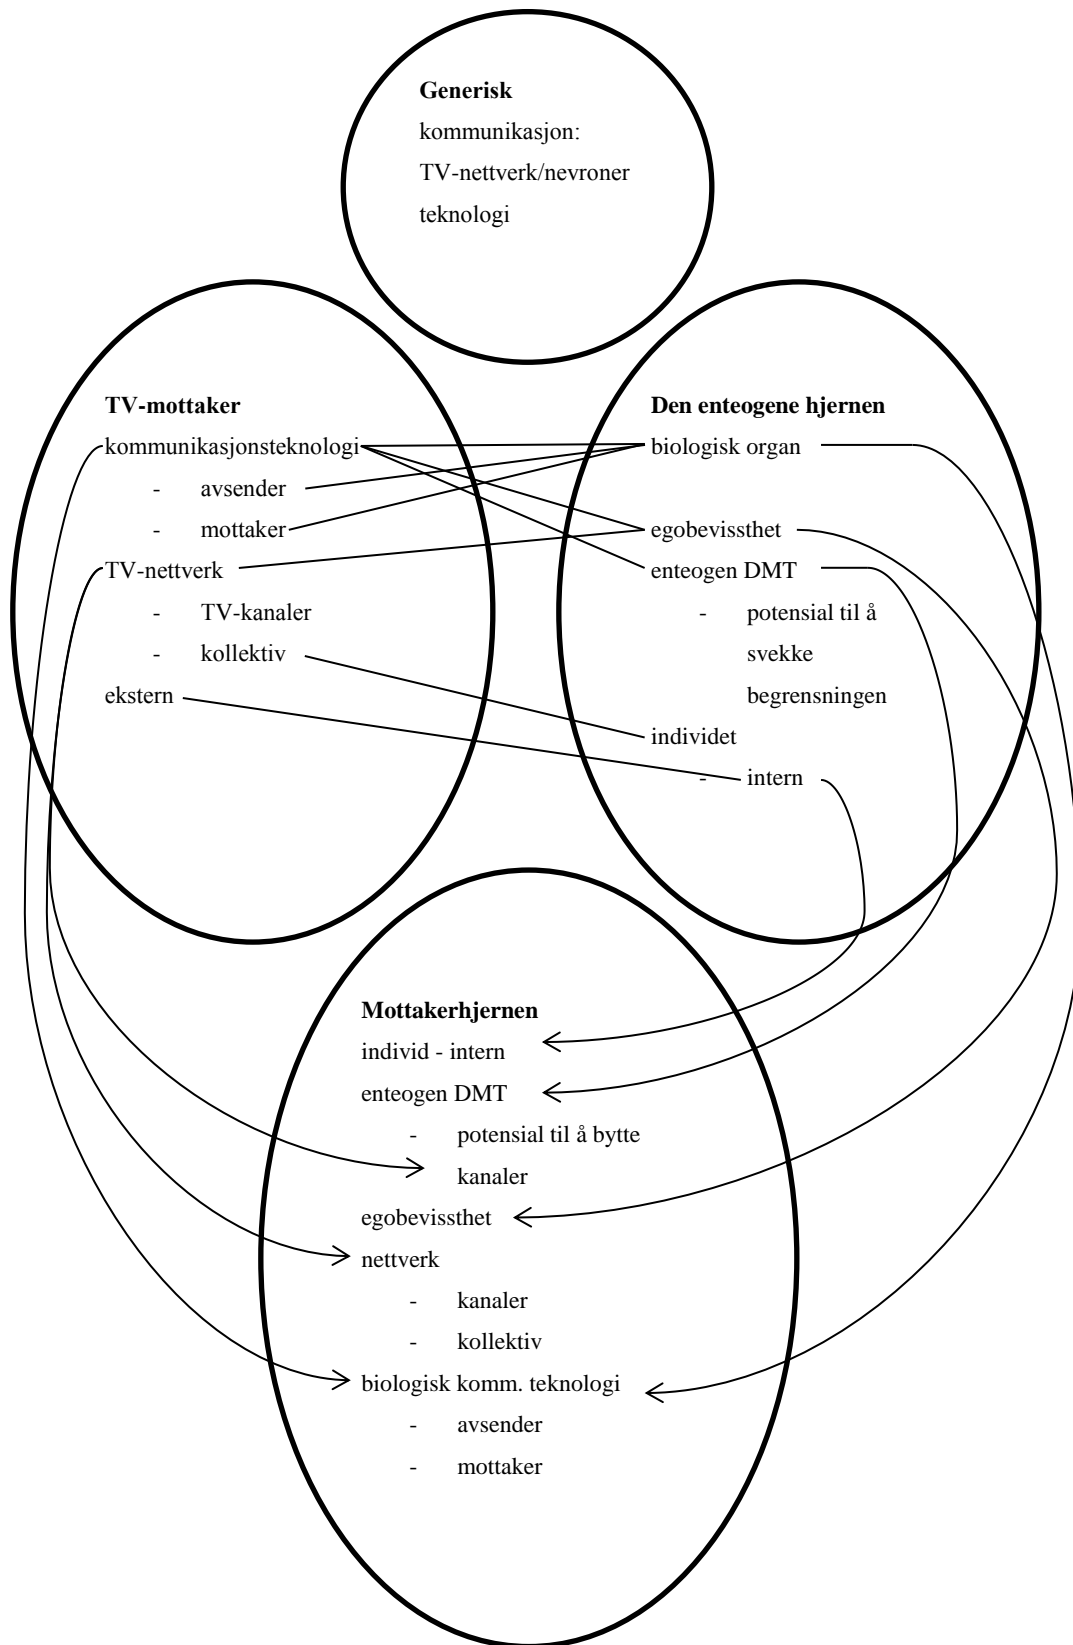 Generisk
kommunikasjon:
TV-nettverk/nevroner
teknologi
TV-mottaker
kommunikasjonsteknologi
- avsender
- mottaker
TV-nettverk
- TV-kanaler
- kollektiv
ekstern
Den enteogene hjernen
biologisk organ
egobevissthet
enteogen DMT
- potensial til å
svekke
begrensningen
individet
- intern
Mottakerhjernen
individ - intern
enteogen DMT
- potensial til å bytte
kanaler
egobevissthet
nettverk
- kanaler
- kollektiv
biologisk komm. teknologi
- avsender
- mottaker